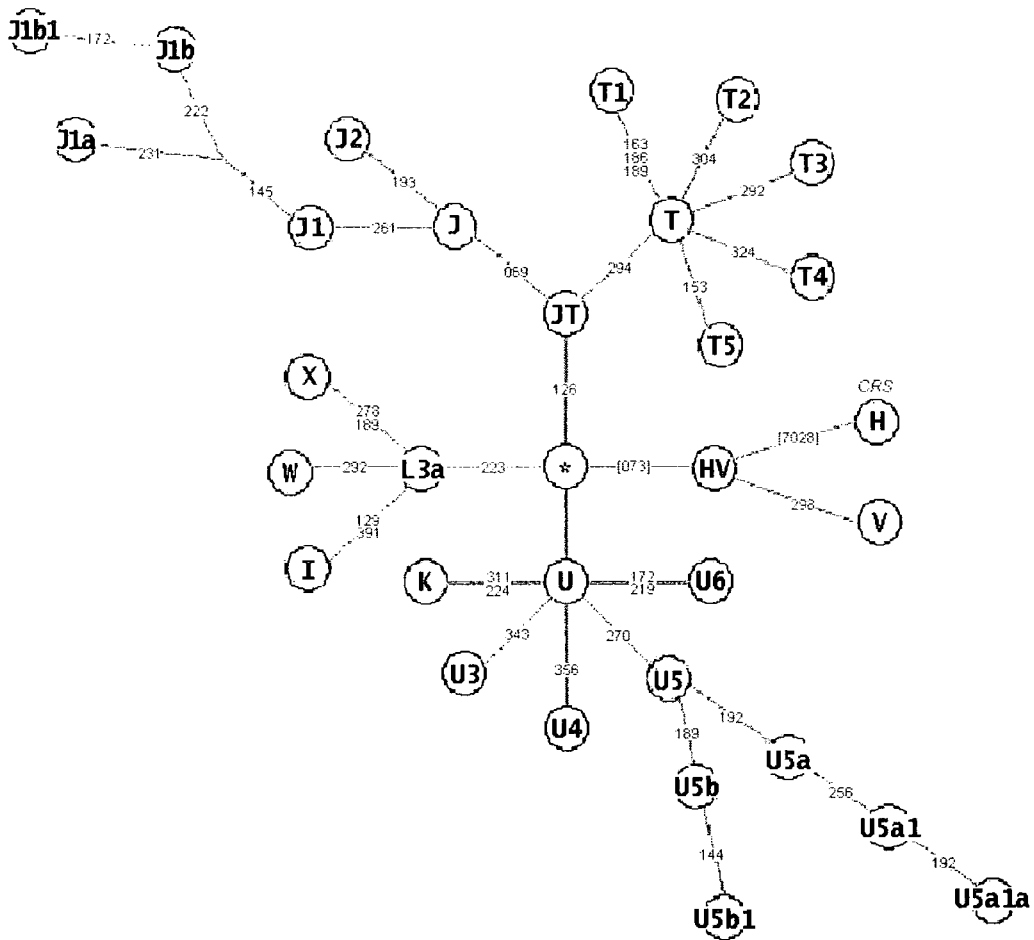 J1b1
172
J1b
222
J1a
231
145
J1
261
J2
193
J
069
JT
294
T
T1
163
186
189
T2
304
T3
292
T4
324
T5
153
126
X
278
189
W
292
L3a
223
*
[073]
HV
CRS
H
[7028]
298
V
129
391
I
K
311
224
U
172
219
U6
343
U3
356
U4
270
U5
189
192
U5b
U5a
256
144
U5a1
192
U5b1
U5a1a